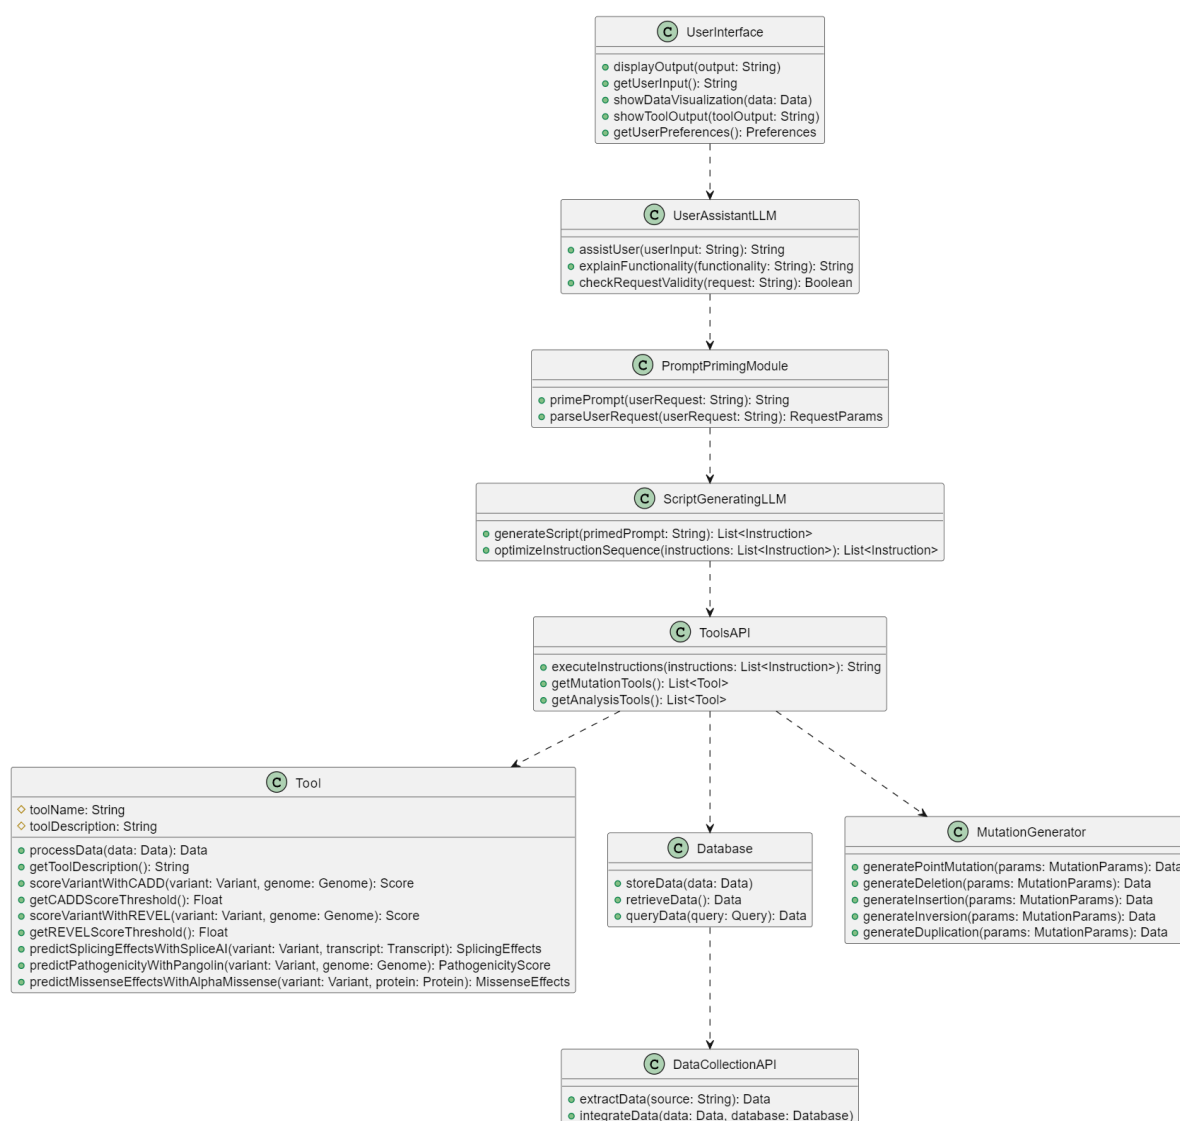 C UserInterface
displayOutput(output: String)
getUserInput(): String
showDataVisualization(data: Data)
showToolOutput(toolOutput: String)
getUserPreferences(): Preferences
C UserAssistantLLM
assistUser(userInput: String): String
explainFunctionality(functionality: String): String
checkRequestValidity(request: String): Boolean
C PromptPrimingModule
primePrompt(userRequest: String): String
parseUserRequest(userRequest: String): RequestParams
C ScriptGeneratingLLM
generateScript(primedPrompt: String): List<Instruction>
optimizeInstructionSequence(instructions: List<Instruction>): List<Instruction>
C ToolsAPI
executeInstructions(instructions: List<Instruction>): String
getMutationTools(): List<Tool>
getAnalysisTools(): List<Tool>
C Tool
toolName: String
toolDescription: String
processData(data: Data): Data
getToolDescription(): String
scoreVariantWithCADD(variant: Variant, genome: Genome): Score
getCADDScoreThreshold(): Float
scoreVariantWithREVEL(variant: Variant, genome: Genome): Score
getREVELScoreThreshold(): Float
predictSplicingEffectsWithSpliceAI(variant: Variant, transcript: Transcript): SplicingEffects
predictPathogenicityWithPangolin(variant: Variant, genome: Genome): PathogenicityScore
predictMissenseEffectsWithAlphaMissense(variant: Variant, protein: Protein): MissenseEffects
C Database
storeData(data: Data)
retrieveData(): Data
queryData(query: Query): Data
C MutationGenerator
generatePointMutation(params: MutationParams): Data
generateDeletion(params: MutationParams): Data
generateInsertion(params: MutationParams): Data
generateInversion(params: MutationParams): Data
generateDuplication(params: MutationParams): Data
C DataCollectionAPI
extractData(source: String): Data
integrateData(data: Data, database: Database)